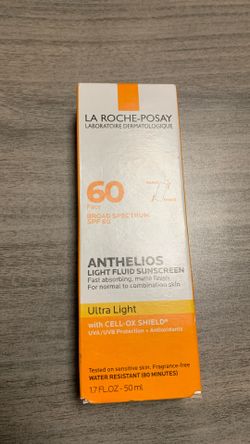 LA ROCHE-POSAY
LABORATOIRE DERMATOLOGIQUE
60
Face
BROAD SPECTRUM
SPF 60
ANTHELIOS
LIGHT FLUID SUNSCREEN
Fast absorbing, matte finish
For normal to combination skin
Ultra Light
with CELL-OX SHIELD®
UVA/UVB Protection + Antioxidants
Tested on sensitive skin. Fragrance-free
WATER RESISTANT (80 MINUTES)
1.7 FL.OZ - 50 ml